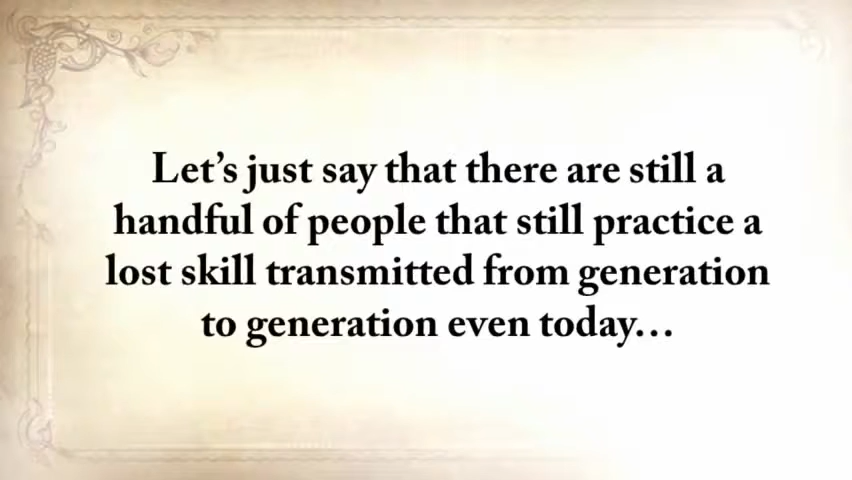 Let’s just say that there are still a
handful of people that still practice a
lost skill transmitted from generation
to generation even today…